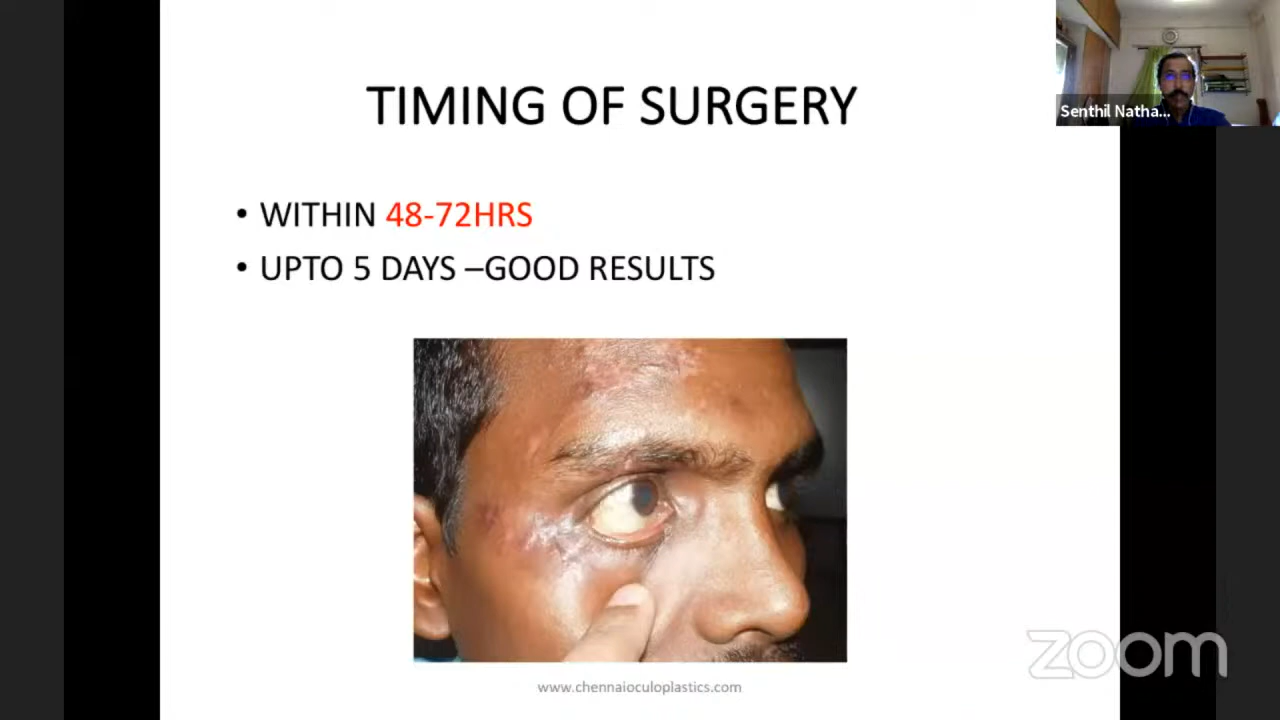 TIMING OF SURGERY
Senthil Natha...
• WITHIN 48-72HRS
• UPTO 5 DAYS –GOOD RESULTS
zoom
www.chennaioculoplastics.com